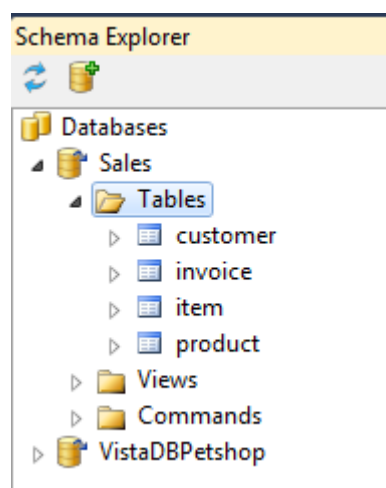 Schema Explorer
Databases
Sales
Tables
customer
invoice
item
product
Views
Commands
VistaDBPetshop